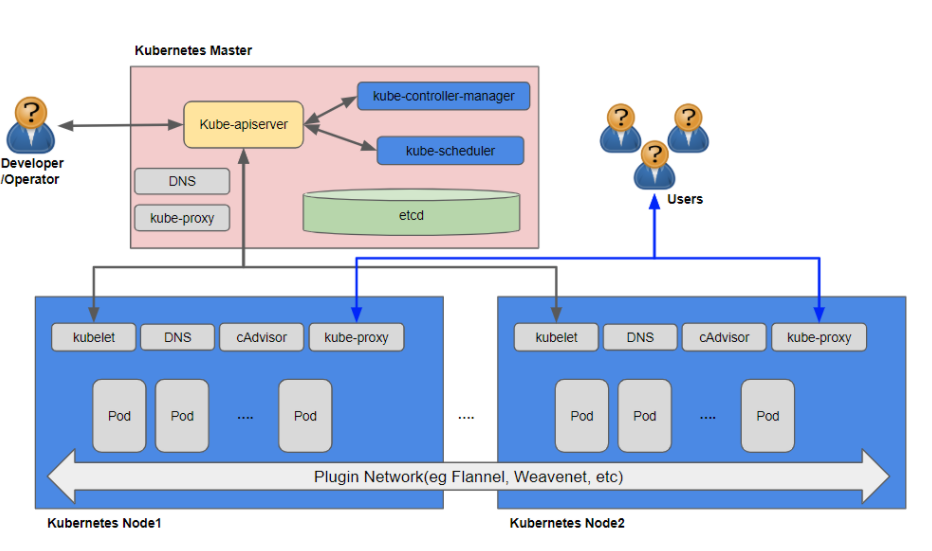 Kubernetes Master
kube-controller-manager
Kube-apiserver
kube-scheduler
Developer
/Operator
DNS
kube-proxy
etcd
?
?
?
?
Users
kubelet
DNS
cAdvisor
kube-proxy
kubelet
DNS
cAdvisor
kube-proxy
Pod
Pod
....
Pod
....
Pod
Pod
....
Pod
Plugin Network(eg Flannel, Weavenet, etc)
Kubernetes Node1
Kubernetes Node2